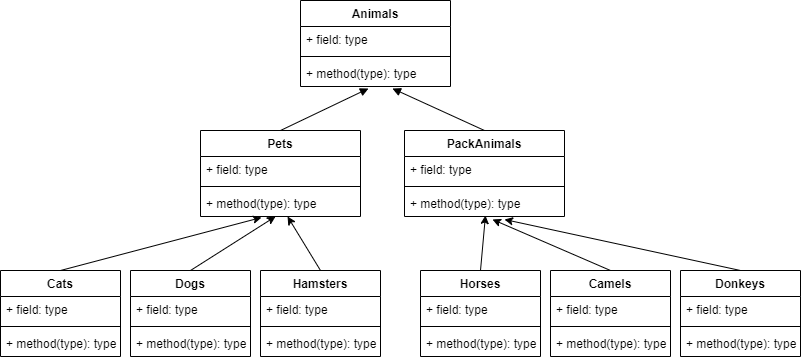 Animals
+ field: type
+ method(type): type
Pets
+ field: type
+ method(type): type
PackAnimals
+ field: type
+ method(type): type
Cats
+ field: type
+ method(type): type
Dogs
+ field: type
+ method(type): type
Hamsters
+ field: type
+ method(type): type
Horses
+ field: type
+ method(type): type
Camels
+ field: type
+ method(type): type
Donkeys
+ field: type
+ method(type): type